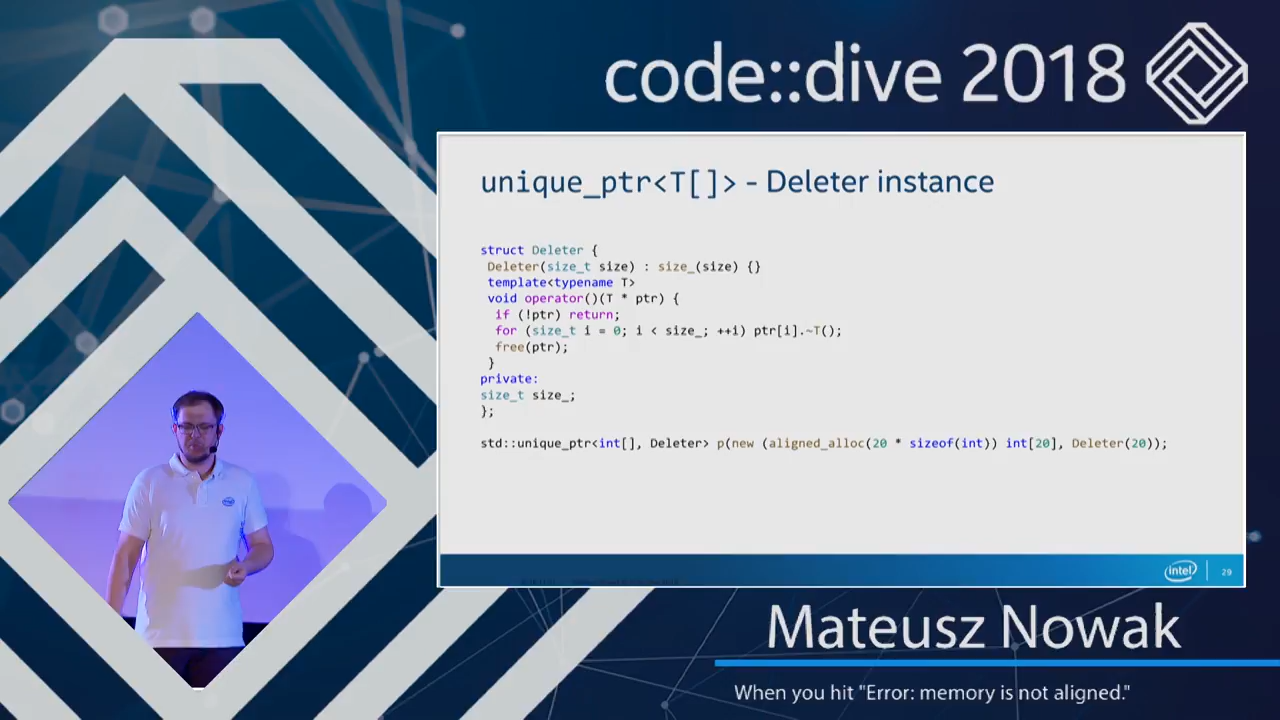 code::dive 2018
unique_ptr<T[]> - Deleter instance
struct Deleter {
Deleter(size_t size) : size_(size) {}
template<typename T>
void operator()(T * ptr) {
if (!ptr) return;
for (size_t i = 0; i < size_; ++i) ptr[i].~T();
free(ptr);
}
private:
size_t size_;
};
std::unique_ptr<int[], Deleter> p(new (aligned_alloc(20 * sizeof(int)) int[20], Deleter(20));
intel
29
Mateusz Nowak
When you hit "Error: memory is not aligned."